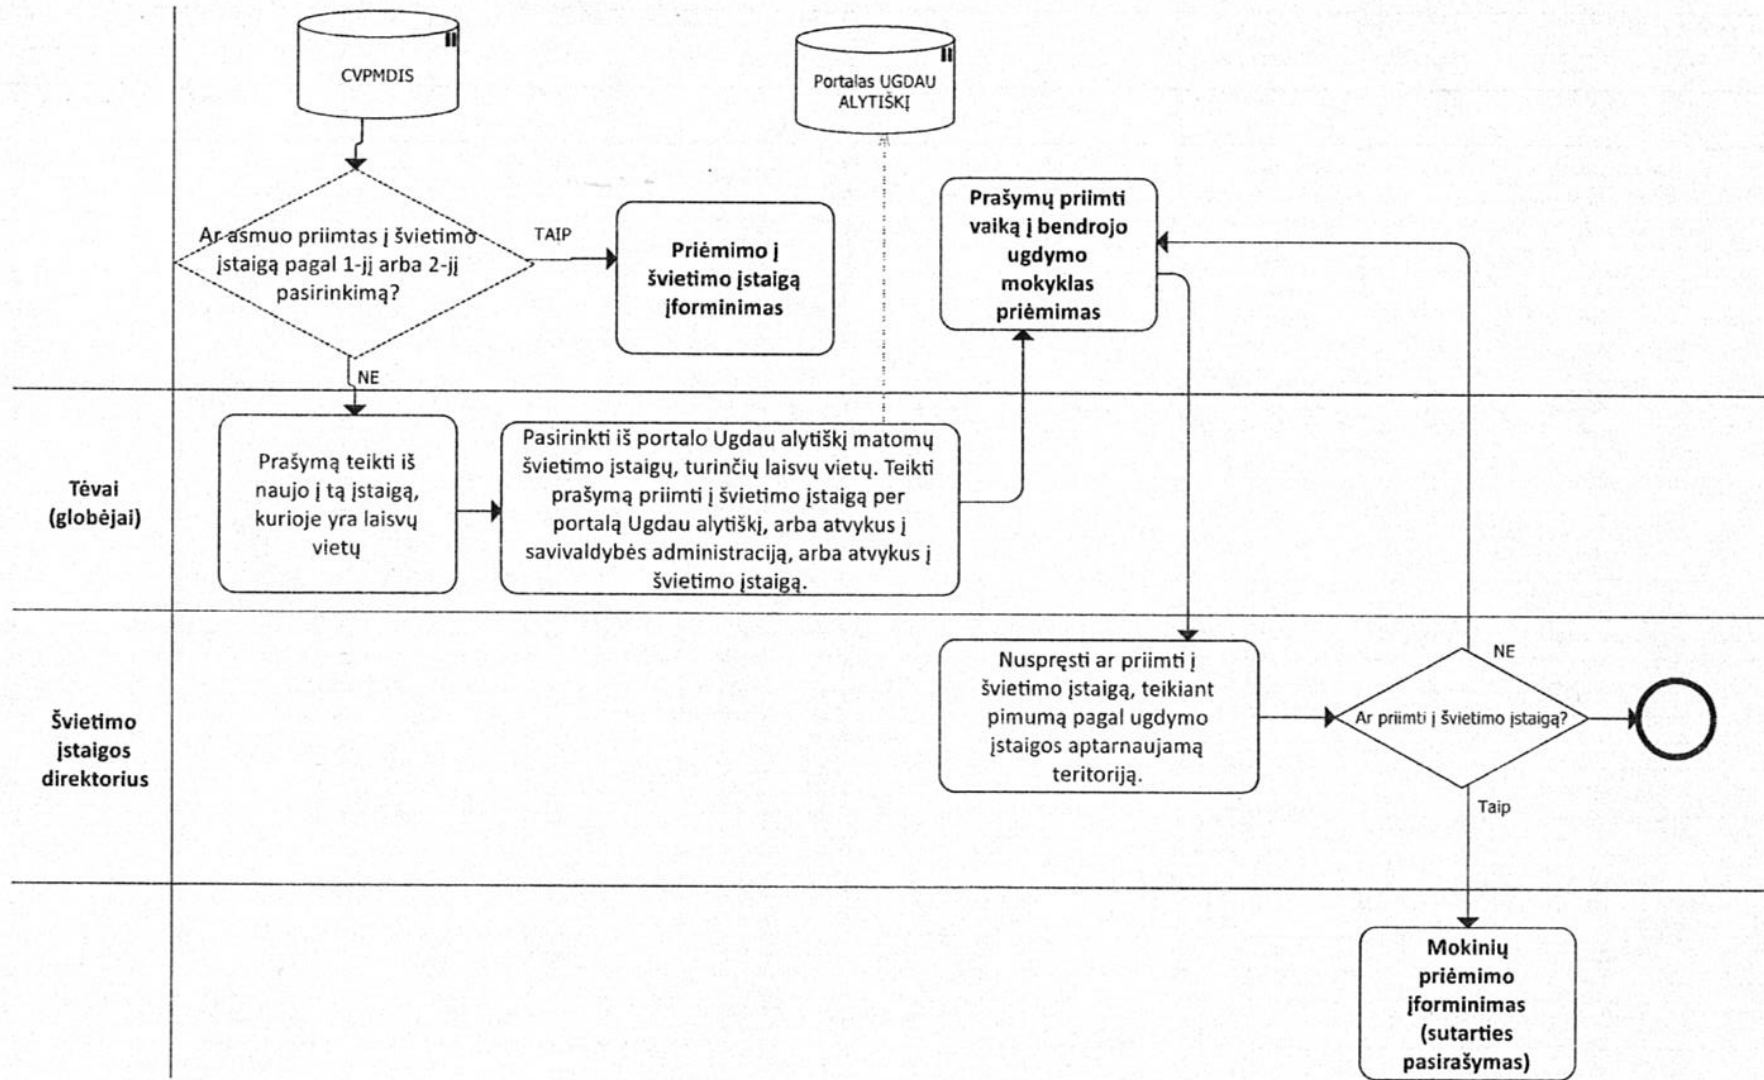 CVPMDIS
Portalas UGDAU
ALYTIŠKĮ
Ar asmuo priimtas į švietimo
įstaigą pagal 1-jį arba 2-jį
pasirinkimą?
TAIP
Priėmimo į
švietimo įstaigą
įforminimas
Prašymų priimti
vaiką į bendrojo
ugdymo
mokyklas
priėmimas
NE
Tėvai
(globėjai)
Prašymą teikti iš
naujo į tą įstaigą,
kurioje yra laisvų
vietų
Pasirinkti iš portalo Ugdau alytiškį matomų
švietimo įstaigų, turinčių laisvų vietų. Teikti
prašymą priimti į švietimo įstaigą per
portalą Ugdau alytiškį, arba atvykus į
savivaldybės administraciją, arba atvykus į
švietimo įstaigą.
Švietimo
įstaigos
direktorius
Nuspręsti ar priimti į
švietimo įstaigą, teikiant
pimumą pagal ugdymo
įstaigos aptarnaujamą
teritoriją.
NE
Ar priimti į švietimo įstaigą?
Taip
Mokinių
priėmimo
įforminimas
(sutarties
pasirašymas)